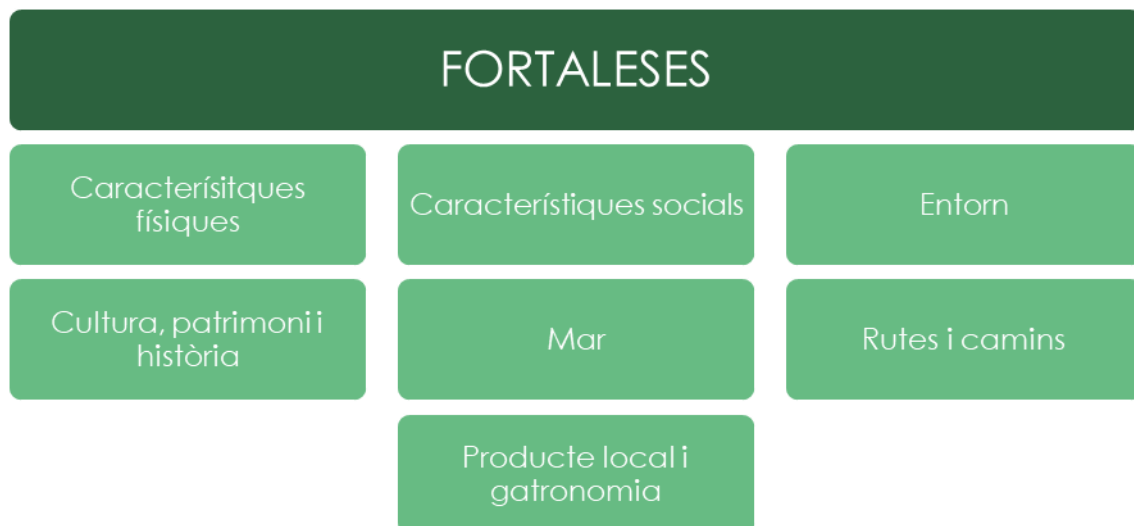 FORTALESES
Caracterísitques
físiques
Característiques socials
Entorn
Cultura, patrimoni i
història
Mar
Rutes i camins
Producte local i
gatronomia